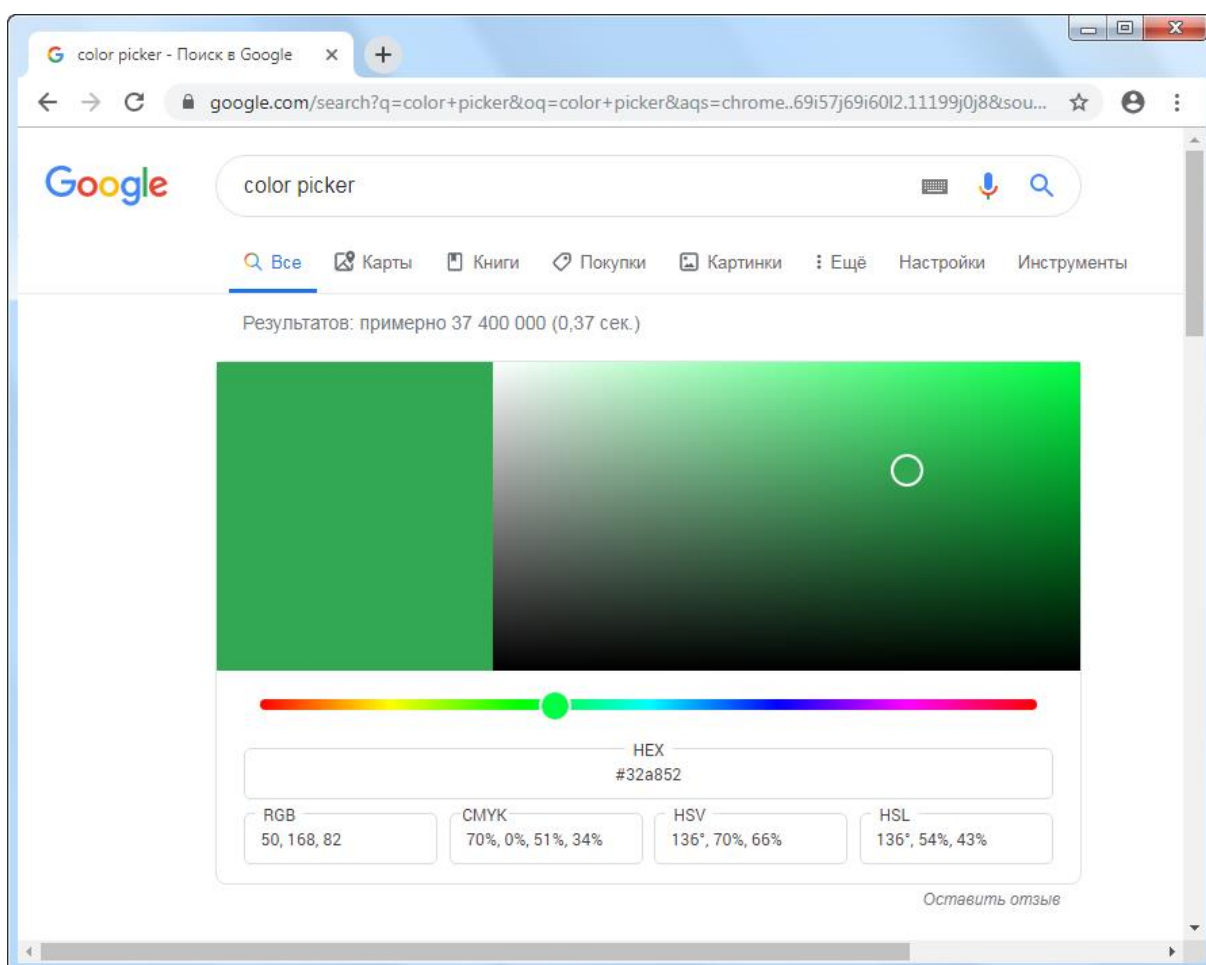 color picker - Поиск в Google
google.com/search?q=color+picker&oq=color+picker&aqs=chrome..69i57j69i60l2.11199j0j8&sou...
Google
color picker
Все Карты Книги Покупки Картинки Ещё Настройки Инструменты
Результатов: примерно 37 400 000 (0,37 сек.)
HEX
#32a852
RGB CMYK HSV HSL
50, 168, 82 70%, 0%, 51%, 34% 136°, 70%, 66% 136°, 54%, 43%
Оставить отзыв